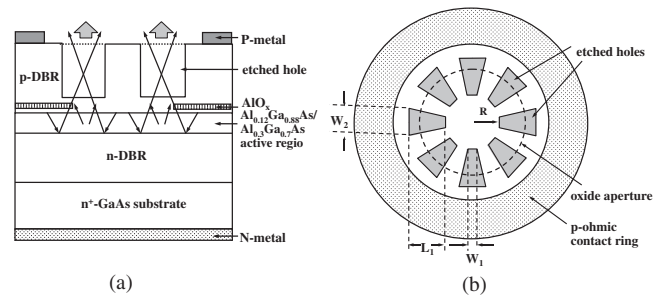 P-metal
p-DBR
etched hole
AlOx
Al0.12Ga0.88As/
Al0.3Ga0.7As
active regio
n-DBR
n+-GaAs substrate
N-metal
(a)
etched holes
R
W2
oxide aperture
p-ohmic
contact ring
L1
W1
(b)